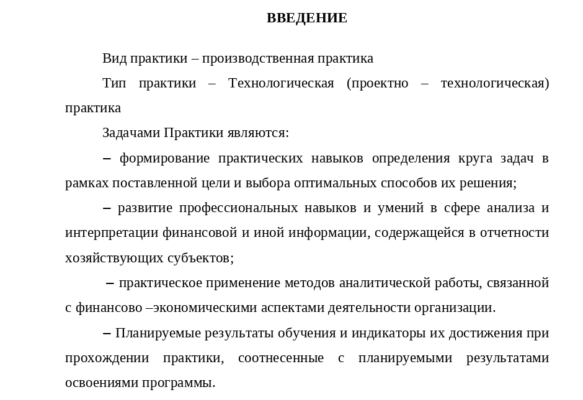 ВВЕДЕНИЕ
Вид практики – производственная практика
Тип практики – Технологическая (проектно – технологическая)
практика
Задачами Практики являются:
– формирование практических навыков определения круга задач в
рамках поставленной цели и выбора оптимальных способов их решения;
– развитие профессиональных навыков и умений в сфере анализа и
интерпретации финансовой и иной информации, содержащейся в отчетности
хозяйствующих субъектов;
– практическое применение методов аналитической работы, связанной
с финансово –экономическими аспектами деятельности организации.
– Планируемые результаты обучения и индикаторы их достижения при
прохождении практики, соотнесенные с планируемыми результатами
освоениями программы.